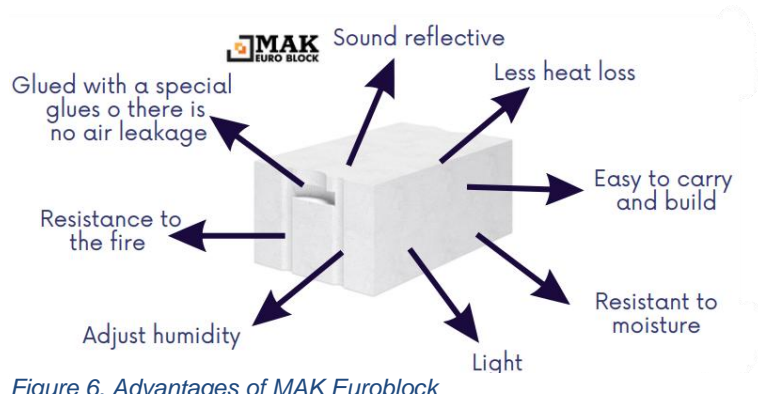 MAK
EURO BLOCK
Sound reflective
Less heat loss
Glued with a special
glues o there is
no air leakage
Easy to carry
and build
Resistance to
the fire
Resistant to
moisture
Adjust humidity
Light
Figure 6. Advantages of MAK Euroblock